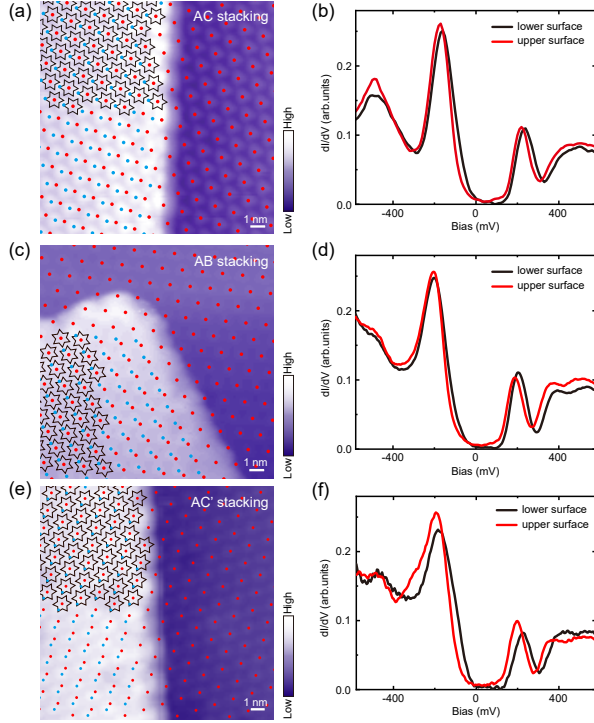 (a)
AC stacking
1 nm
High
Low
(b)
dI/dV (arb.units)
0.2
0.1
0.0
-400
0
400
Bias (mV)
lower surface
upper surface
(c)
AB stacking
1 nm
High
Low
(d)
dI/dV (arb.units)
0.2
0.1
0.0
-400
0
400
Bias (mV)
lower surface
upper surface
(e)
AC' stacking
1 nm
High
Low
(f)
dI/dV (arb.units)
0.2
0.1
0.0
-400
0
400
Bias (mV)
lower surface
upper surface